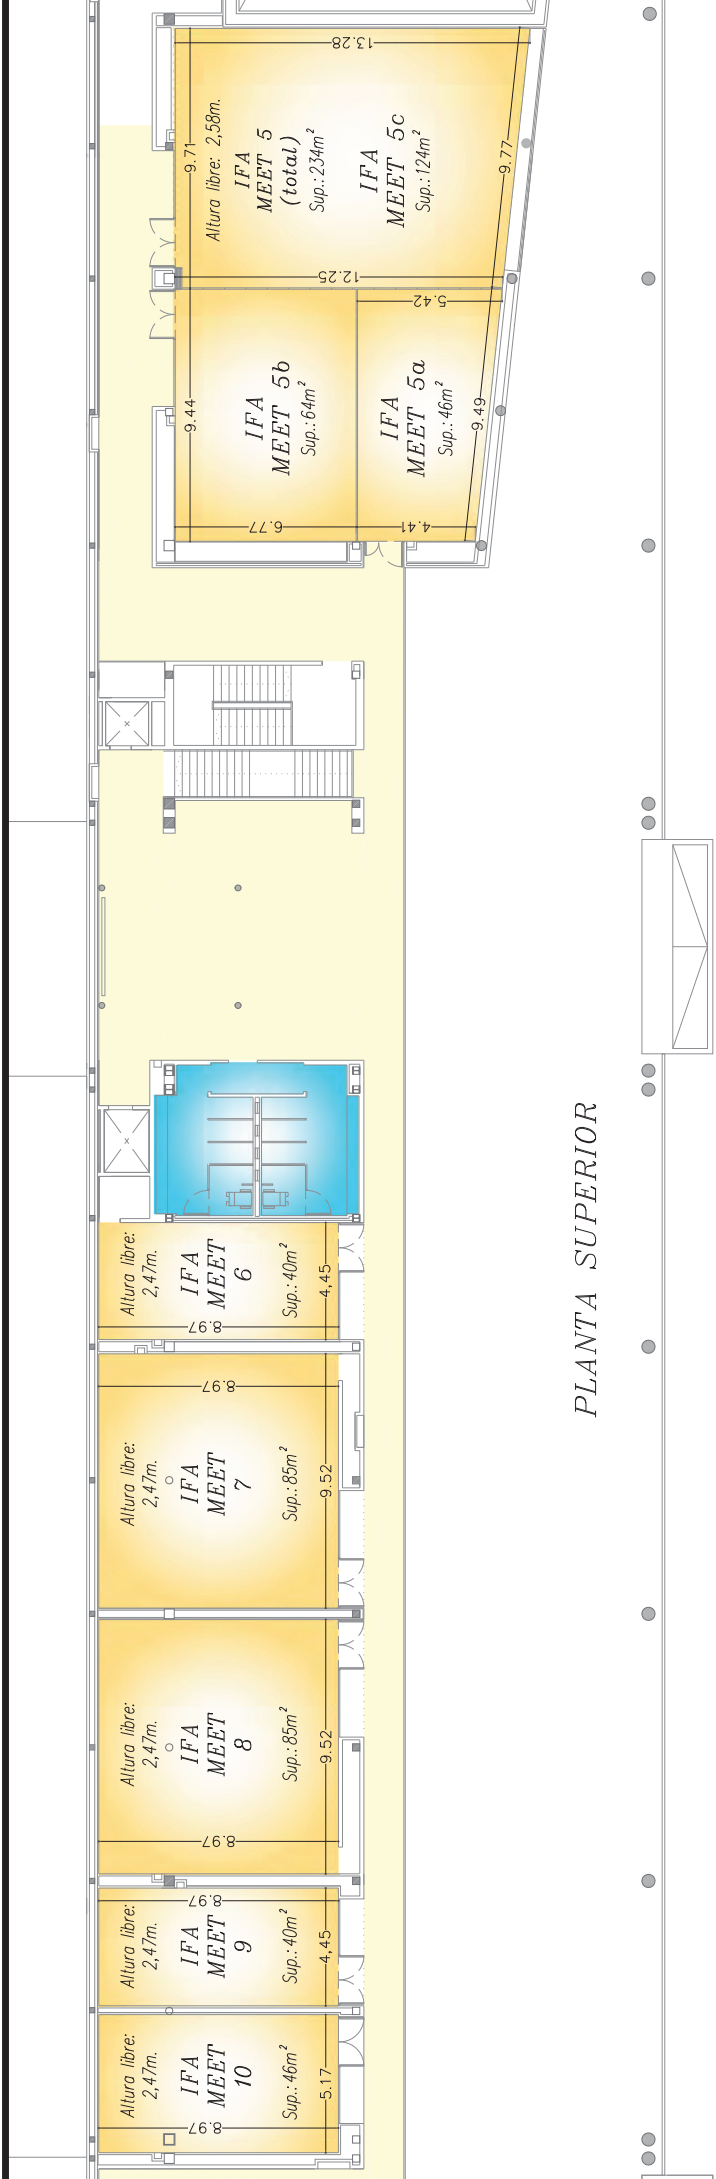 13.28
9.71
Altura libre: 2,58m.
IFA
MEET 5
(total)
Sup.: 234m²
IFA
MEET 5c
Sup.: 124m²
9.77
12.25
5.42
9.44
IFA
MEET 5b
Sup.: 64m²
IFA
MEET 5a
Sup.: 46m²
9.49
6.77
4.41
x
x
PLANTA SUPERIOR
Altura libre:
2,47m.
IFA
MEET
6
Sup.: 40m²
4,45
8.97
8.97
Altura libre:
2,47m.
IFA
MEET
7
Sup.: 85m²
9.52
Altura libre:
2,47m.
IFA
MEET
8
Sup.: 85m²
9.52
8.97
8.97
Altura libre:
2,47m.
IFA
MEET
9
Sup.: 40m²
4,45
Altura libre:
2,47m.
IFA
MEET
10
Sup.: 46m²
5.17
8.97